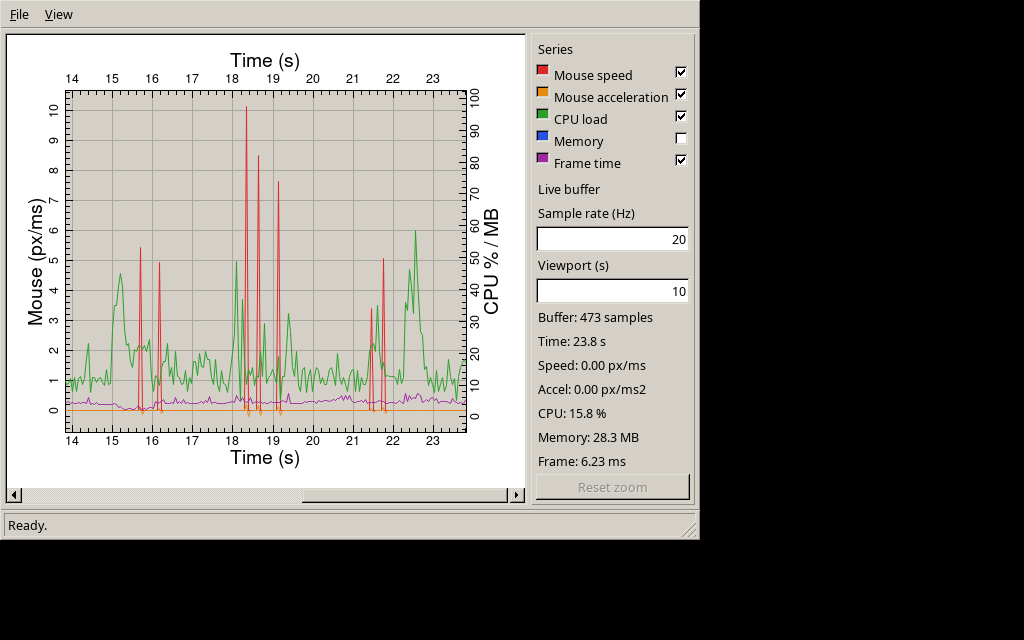 File View
Time (s)
14 15 16 17 18 19 20 21 22 23
10
9
8
7
6
5
4
3
2
1
0
Mouse (px/ms)
100
90
80
70
60
50
40
30
20
10
0
CPU % / MB
14 15 16 17 18 19 20 21 22 23
Time (s)
Series
Mouse speed
Mouse acceleration
CPU load
Memory
Frame time
Live buffer
Sample rate (Hz)
20
Viewport (s)
10
Buffer: 473 samples
Time: 23.8 s
Speed: 0.00 px/ms
Accel: 0.00 px/ms2
CPU: 15.8 %
Memory: 28.3 MB
Frame: 6.23 ms
Reset zoom
Ready.